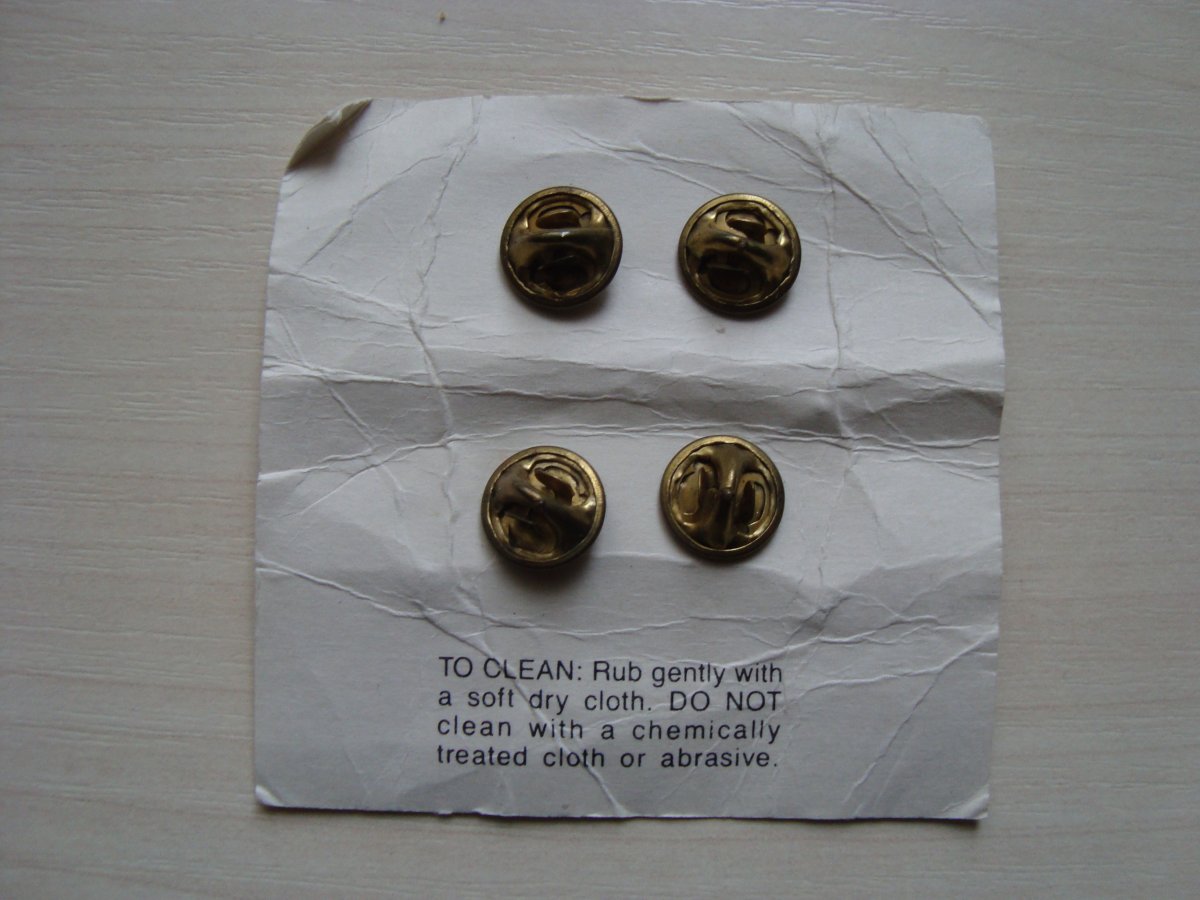 TO CLEAN: Rub gently with
a soft dry cloth. DO NOT
clean with a chemically
treated cloth or abrasive.